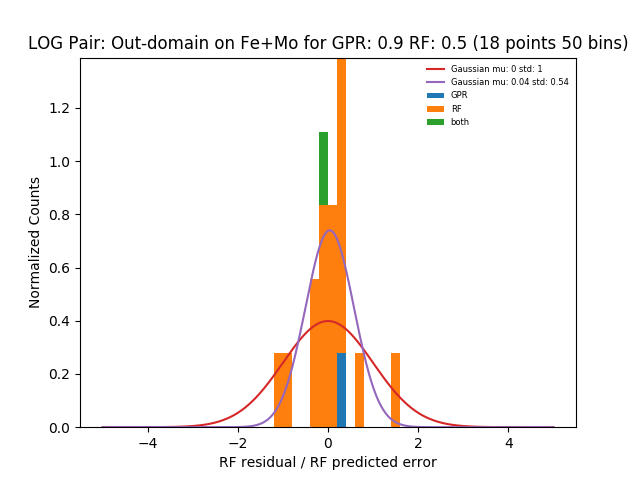 LOG Pair: Out-domain on Fe+Mo for GPR: 0.9 RF: 0.5 (18 points 50 bins)
Gaussian mu: 0 std: 1
Gaussian mu: 0.04 std: 0.54
GPR
RF
both
Normalized Counts
1.2
1.0
0.8
0.6
0.4
0.2
0.0
−4 −2 0 2 4
RF residual / RF predicted error